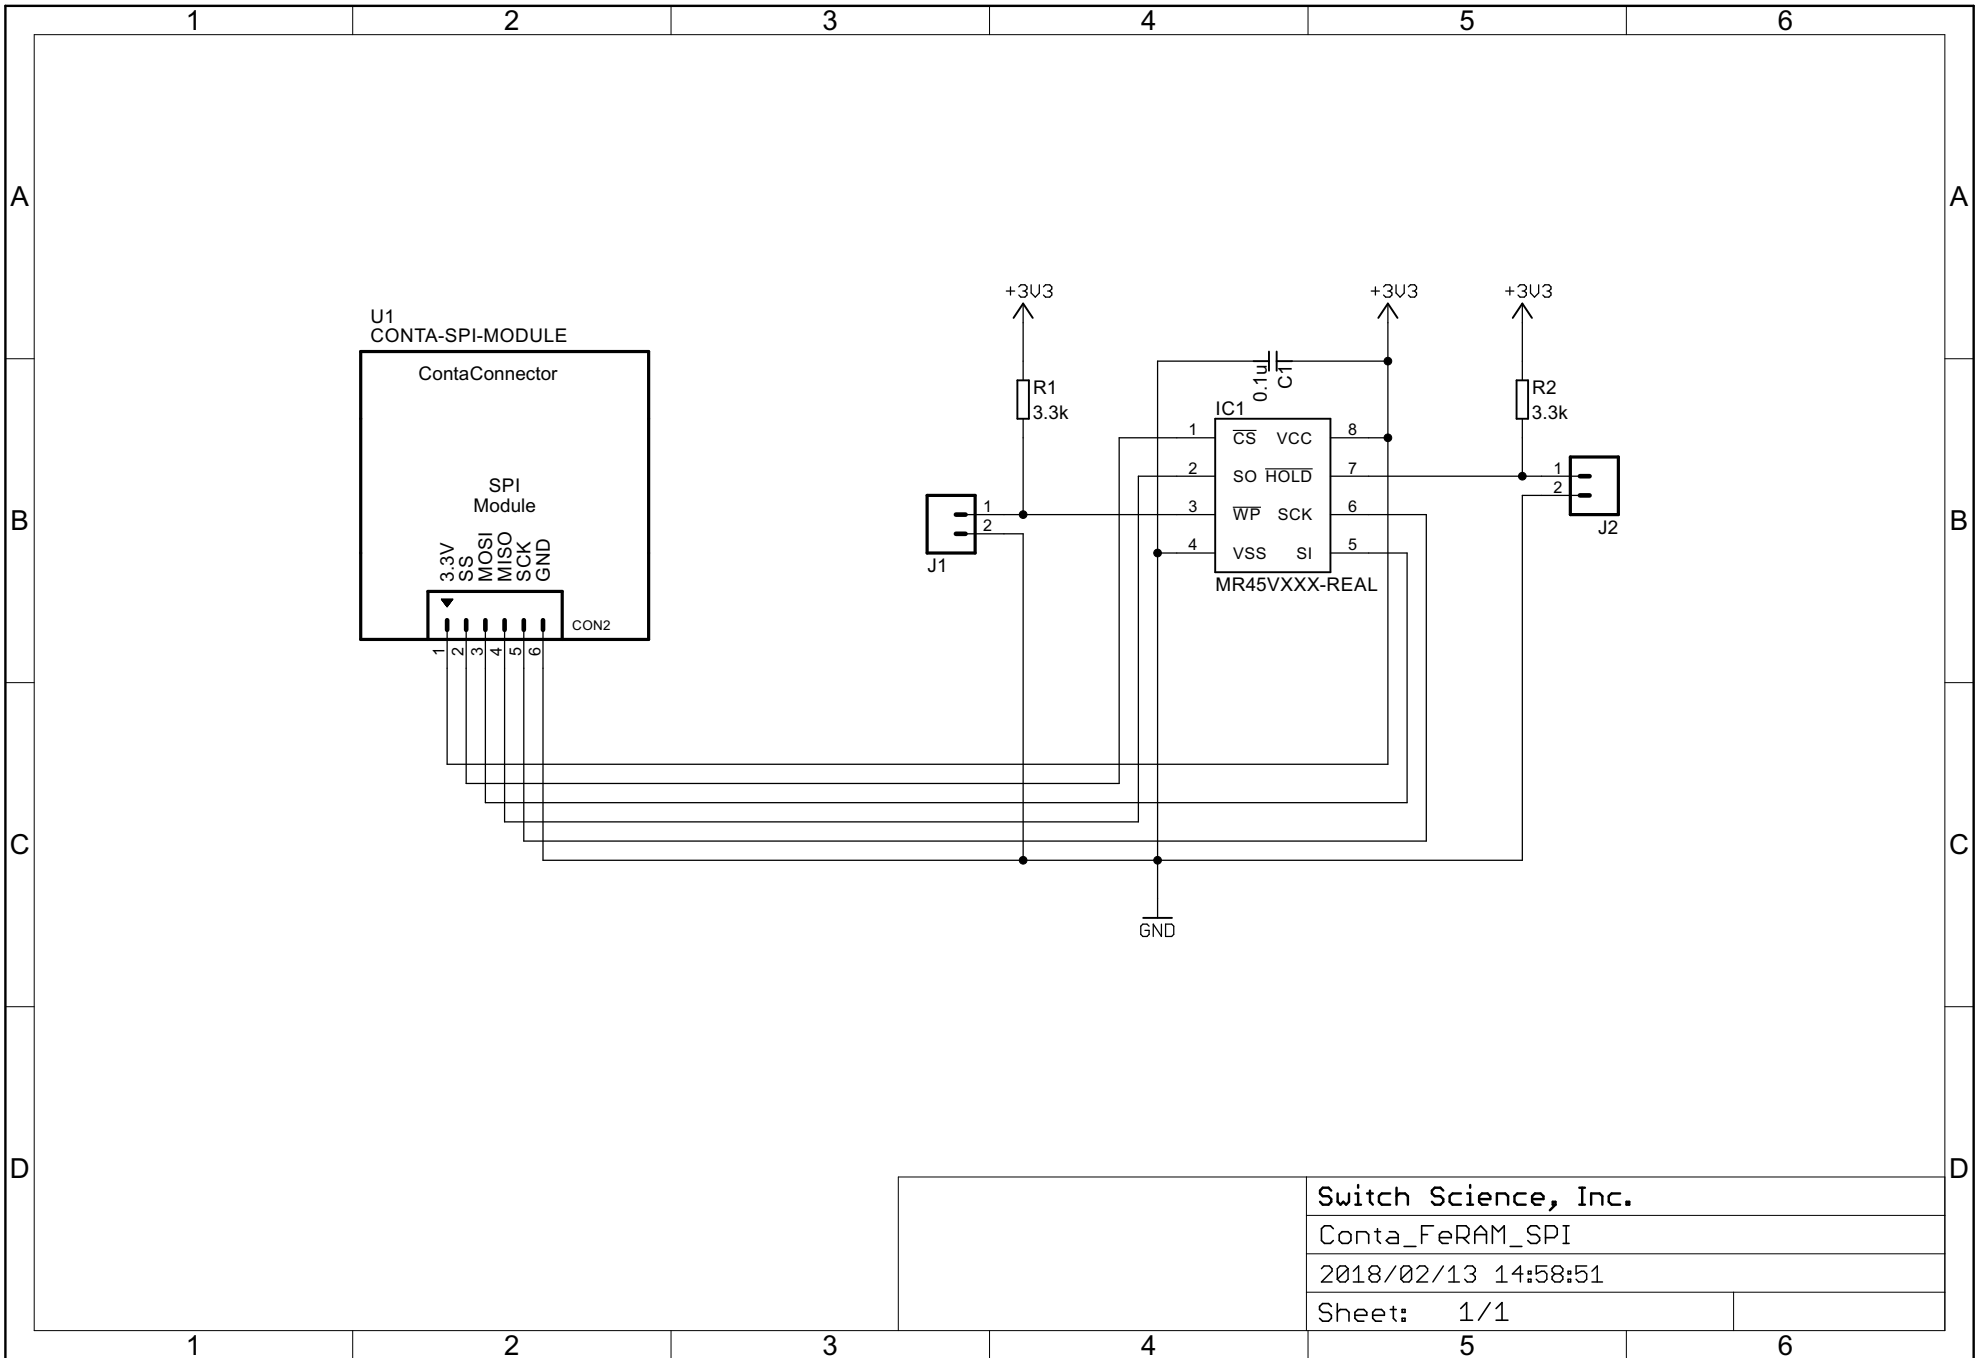 1 2 3 4 5 6
A A
+3V3 +3V3 +3V3
U1
CONTA-SPI-MODULE
ContaConnector
0.1u
C1
R1
3.3k
R2
3.3k
IC1
1 CS VCC 8
2 SO HOLD 7
3 WP SCK 6
4 VSS SI 5
MR45VXXX-REAL
SPI
Module
3.3V
SS
MOSI
MISO
SCK
GND
CON2
1
2
3
4
5
6
1
2
J1
1
2
J2
B B
C C
GND
D D
Switch Science, Inc.
Conta_FeRAM_SPI
2018/02/13 14:58:51
Sheet: 1/1
1 2 3 4 5 6